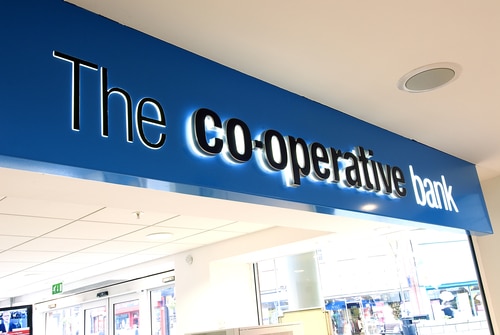 The co-operative bank